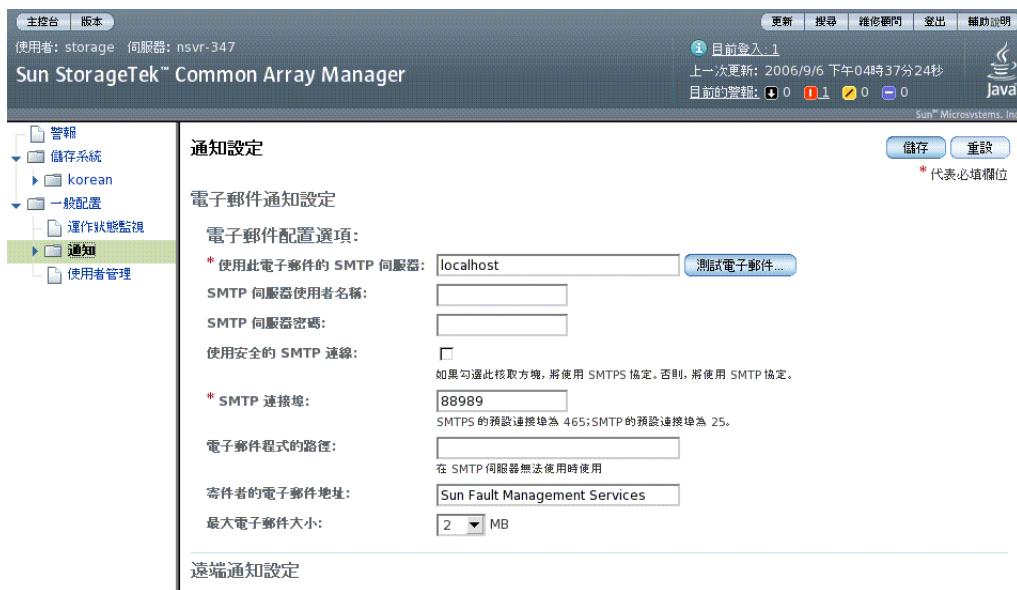 主控台 版本 更新 搜尋 維修顧問 登出 輔助說明
使用者: storage 伺服器: nsvr-347
Sun StorageTek™ Common Array Manager
目前登入: 1
上一次更新: 2006/9/6 下午04時37分24秒
目前的警報: 0 1 0 0
Java
Sun™ Microsystems, Inc
警報
儲存系統
korean
一般配置
運作狀態監視
通知
使用者管理
通知設定
儲存 重設
* 代表必填欄位
電子郵件通知設定
電子郵件配置選項:
* 使用此電子郵件的 SMTP 伺服器: localhost 測試電子郵件...
SMTP 伺服器使用者名稱:
SMTP 伺服器密碼:
使用安全的 SMTP 連線:
如果勾選此核取方塊, 將使用 SMTPS 協定。否則, 將使用 SMTP 協定。
* SMTP 連接埠: 88989
SMTPS 的預設連接埠為 465;SMTP 的預設連接埠為 25。
電子郵件程式的路徑:
在 SMTP 伺服器無法使用時使用
寄件者的電子郵件地址: Sun Fault Management Services
最大電子郵件大小: 2 MB
遠端通知設定